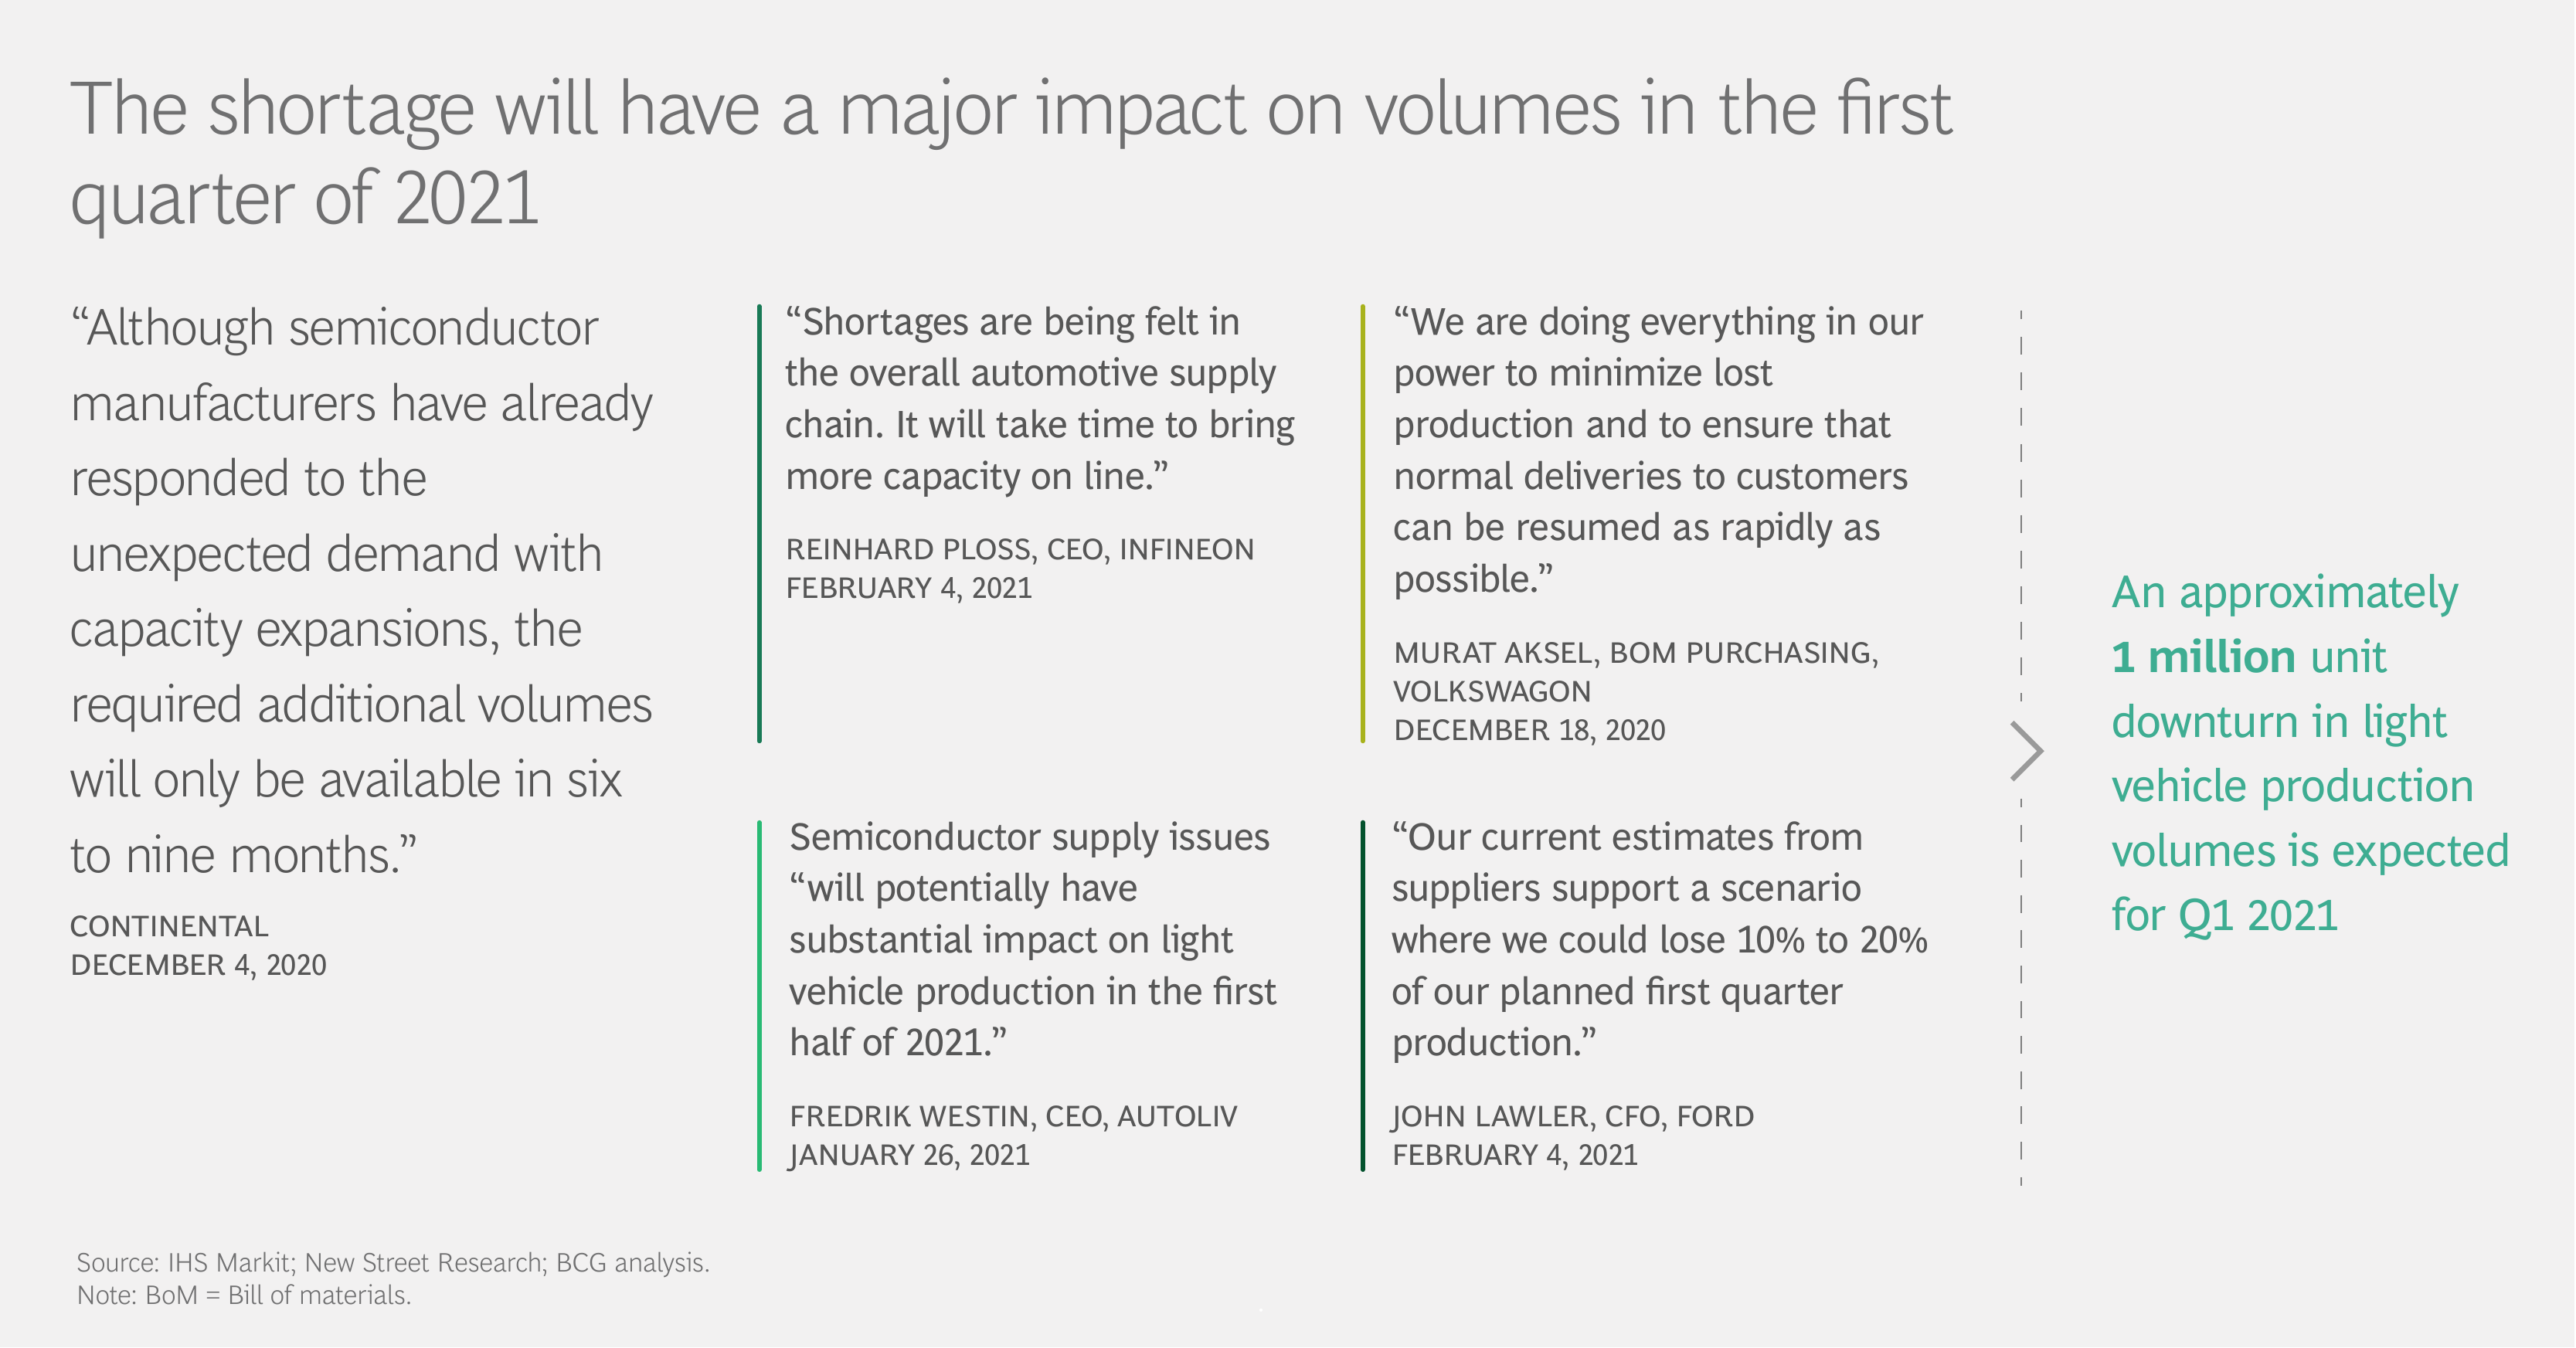 The shortage will have a major impact on volumes in the first
quarter of 2021
“Although semiconductor
manufacturers have already
responded to the
unexpected demand with
capacity expansions, the
required additional volumes
will only be available in six
to nine months.”
CONTINENTAL
DECEMBER 4, 2020
“Shortages are being felt in
the overall automotive supply
chain. It will take time to bring
more capacity on line.”
REINHARD PLOSS, CEO, INFINEON
FEBRUARY 4, 2021
“We are doing everything in our
power to minimize lost
production and to ensure that
normal deliveries to customers
can be resumed as rapidly as
possible.”
MURAT AKSEL, BOM PURCHASING,
VOLKSWAGON
DECEMBER 18, 2020
Semiconductor supply issues
“will potentially have
substantial impact on light
vehicle production in the first
half of 2021.”
FREDRIK WESTIN, CEO, AUTOLIV
JANUARY 26, 2021
“Our current estimates from
suppliers support a scenario
where we could lose 10% to 20%
of our planned first quarter
production.”
JOHN LAWLER, CFO, FORD
FEBRUARY 4, 2021
An approximately
1 million unit
downturn in light
vehicle production
volumes is expected
for Q1 2021
Source: IHS Markit; New Street Research; BCG analysis.
Note: BoM = Bill of materials.